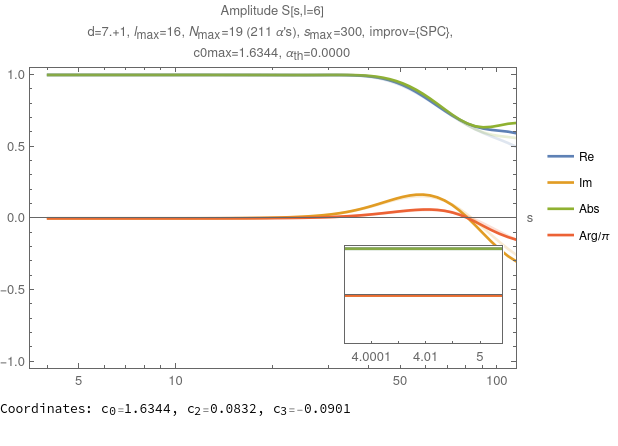 Amplitude S[s,l=6]
d=7.+1, lmax=16, Nmax=19 (211 α's), smax=300, improv={SPC},
c0max=1.6344, αth=0.0000
1.0
0.5
0.0
−0.5
−1.0
s
Re
Im
Abs
Arg/π
4.0001 4.01 5
5 10 50 100
Coordinates: c0=1.6344, c2=0.0832, c3=-0.0901